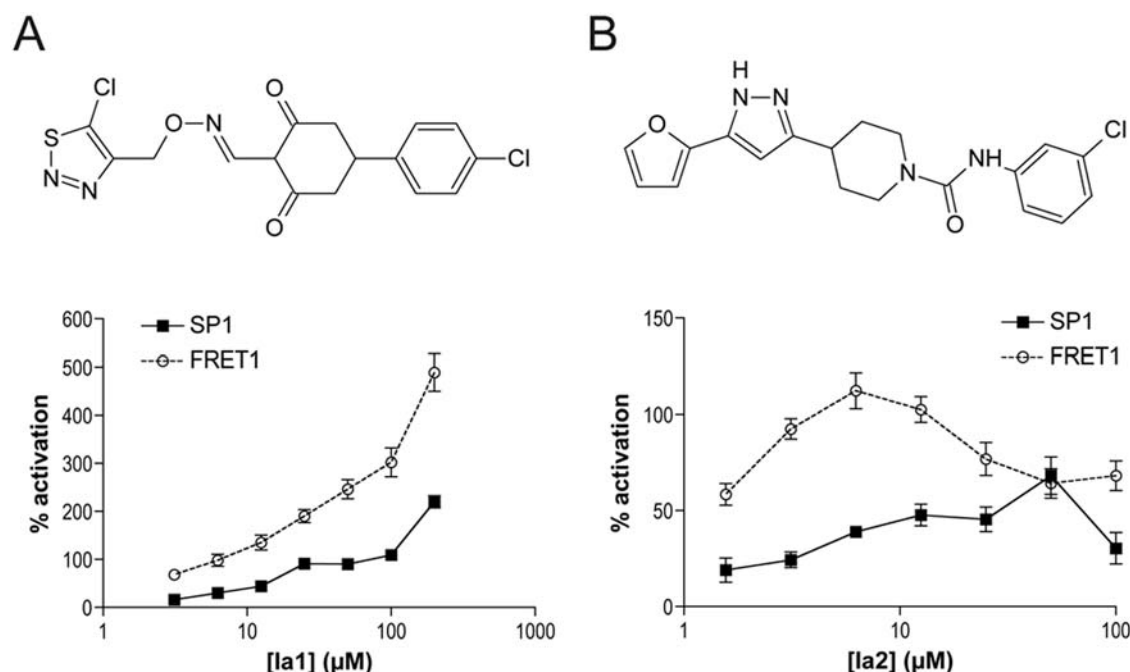 A
Cl
S
N=N
O
N
O
O
Cl
B
H
N
N
O
N
O
NH
Cl
SP1
FRET1
% activation
600
500
400
300
200
100
0
1
10
100
1000
[Ia1] (µM)
SP1
FRET1
% activation
150
100
50
0
1
10
100
[Ia2] (µM)